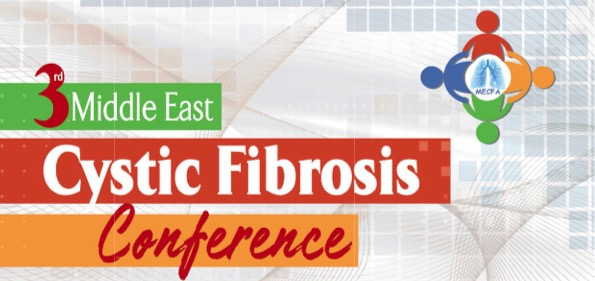 3rd Middle East
Cystic Fibrosis
Conference
MECFA